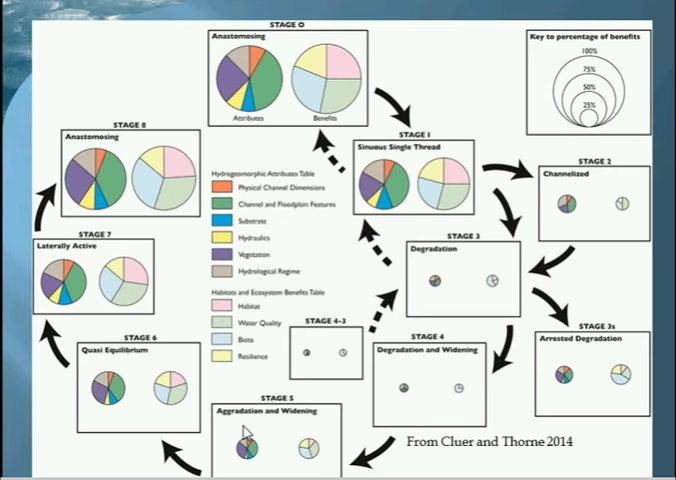 STAGE 0
Anastomosing
Attributes
Benefits
Key to percentage of benefits
100%
75%
50%
25%
STAGE 8
Anastomosing
STAGE 1
Sinuous Single Thread
STAGE 2
Channelized
Hydrogeomorphic Attributes Table
Physical Channel Dimensions
Channel and Floodplain Features
Substrate
Hydraulics
Vegetation
Hydrological Regime
Habitats and Ecosystem Benefits Table
Habitat
Water Quality
Biota
Resilience
STAGE 7
Laterally Active
STAGE 3
Degradation
STAGE 4-3
STAGE 3s
Arrested Degradation
STAGE 6
Quasi Equilibrium
STAGE 4
Degradation and Widening
STAGE 5
Aggradation and Widening
From Cluer and Thorne 2014